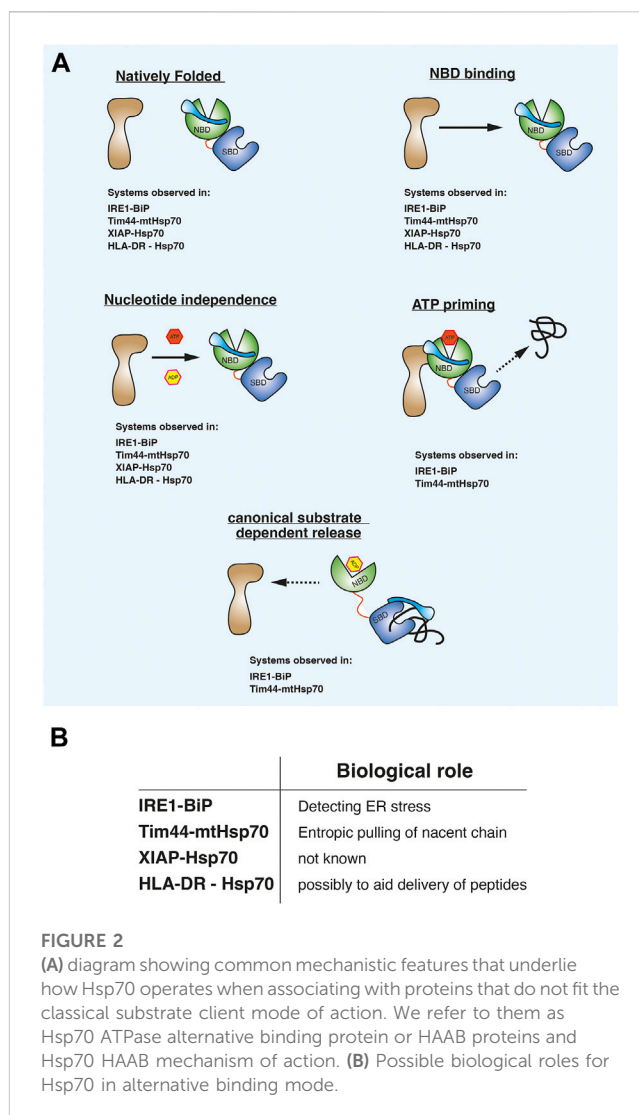 A
Natively Folded
NBD
SBD
Systems observed in:
IRE1-BiP
Tim44-mtHsp70
XIAP-Hsp70
HLA-DR - Hsp70
NBD binding
NBD
SBD
Systems observed in:
IRE1-BiP
Tim44-mtHsp70
XIAP-Hsp70
HLA-DR - Hsp70
Nucleotide independence
ATP
ADP
NBD
SBD
Systems observed in:
IRE1-BiP
Tim44-mtHsp70
XIAP-Hsp70
HLA-DR - Hsp70
ATP priming
ATP
NBD
SBD
Systems observed in:
IRE1-BiP
Tim44-mtHsp70
canonical substrate
dependent release
ADP
NBD
SBD
Systems observed in:
IRE1-BiP
Tim44-mtHsp70
B
Biological role
IRE1-BiP Detecting ER stress
Tim44-mtHsp70 Entropic pulling of nacent chain
XIAP-Hsp70 not known
HLA-DR - Hsp70 possibly to aid delivery of peptides
FIGURE 2
(A) diagram showing common mechanistic features that underlie
how Hsp70 operates when associating with proteins that do not fit the
classical substrate client mode of action. We refer to them as
Hsp70 ATPase alternative binding protein or HAAB proteins and
Hsp70 HAAB mechanism of action. (B) Possible biological roles for
Hsp70 in alternative binding mode.